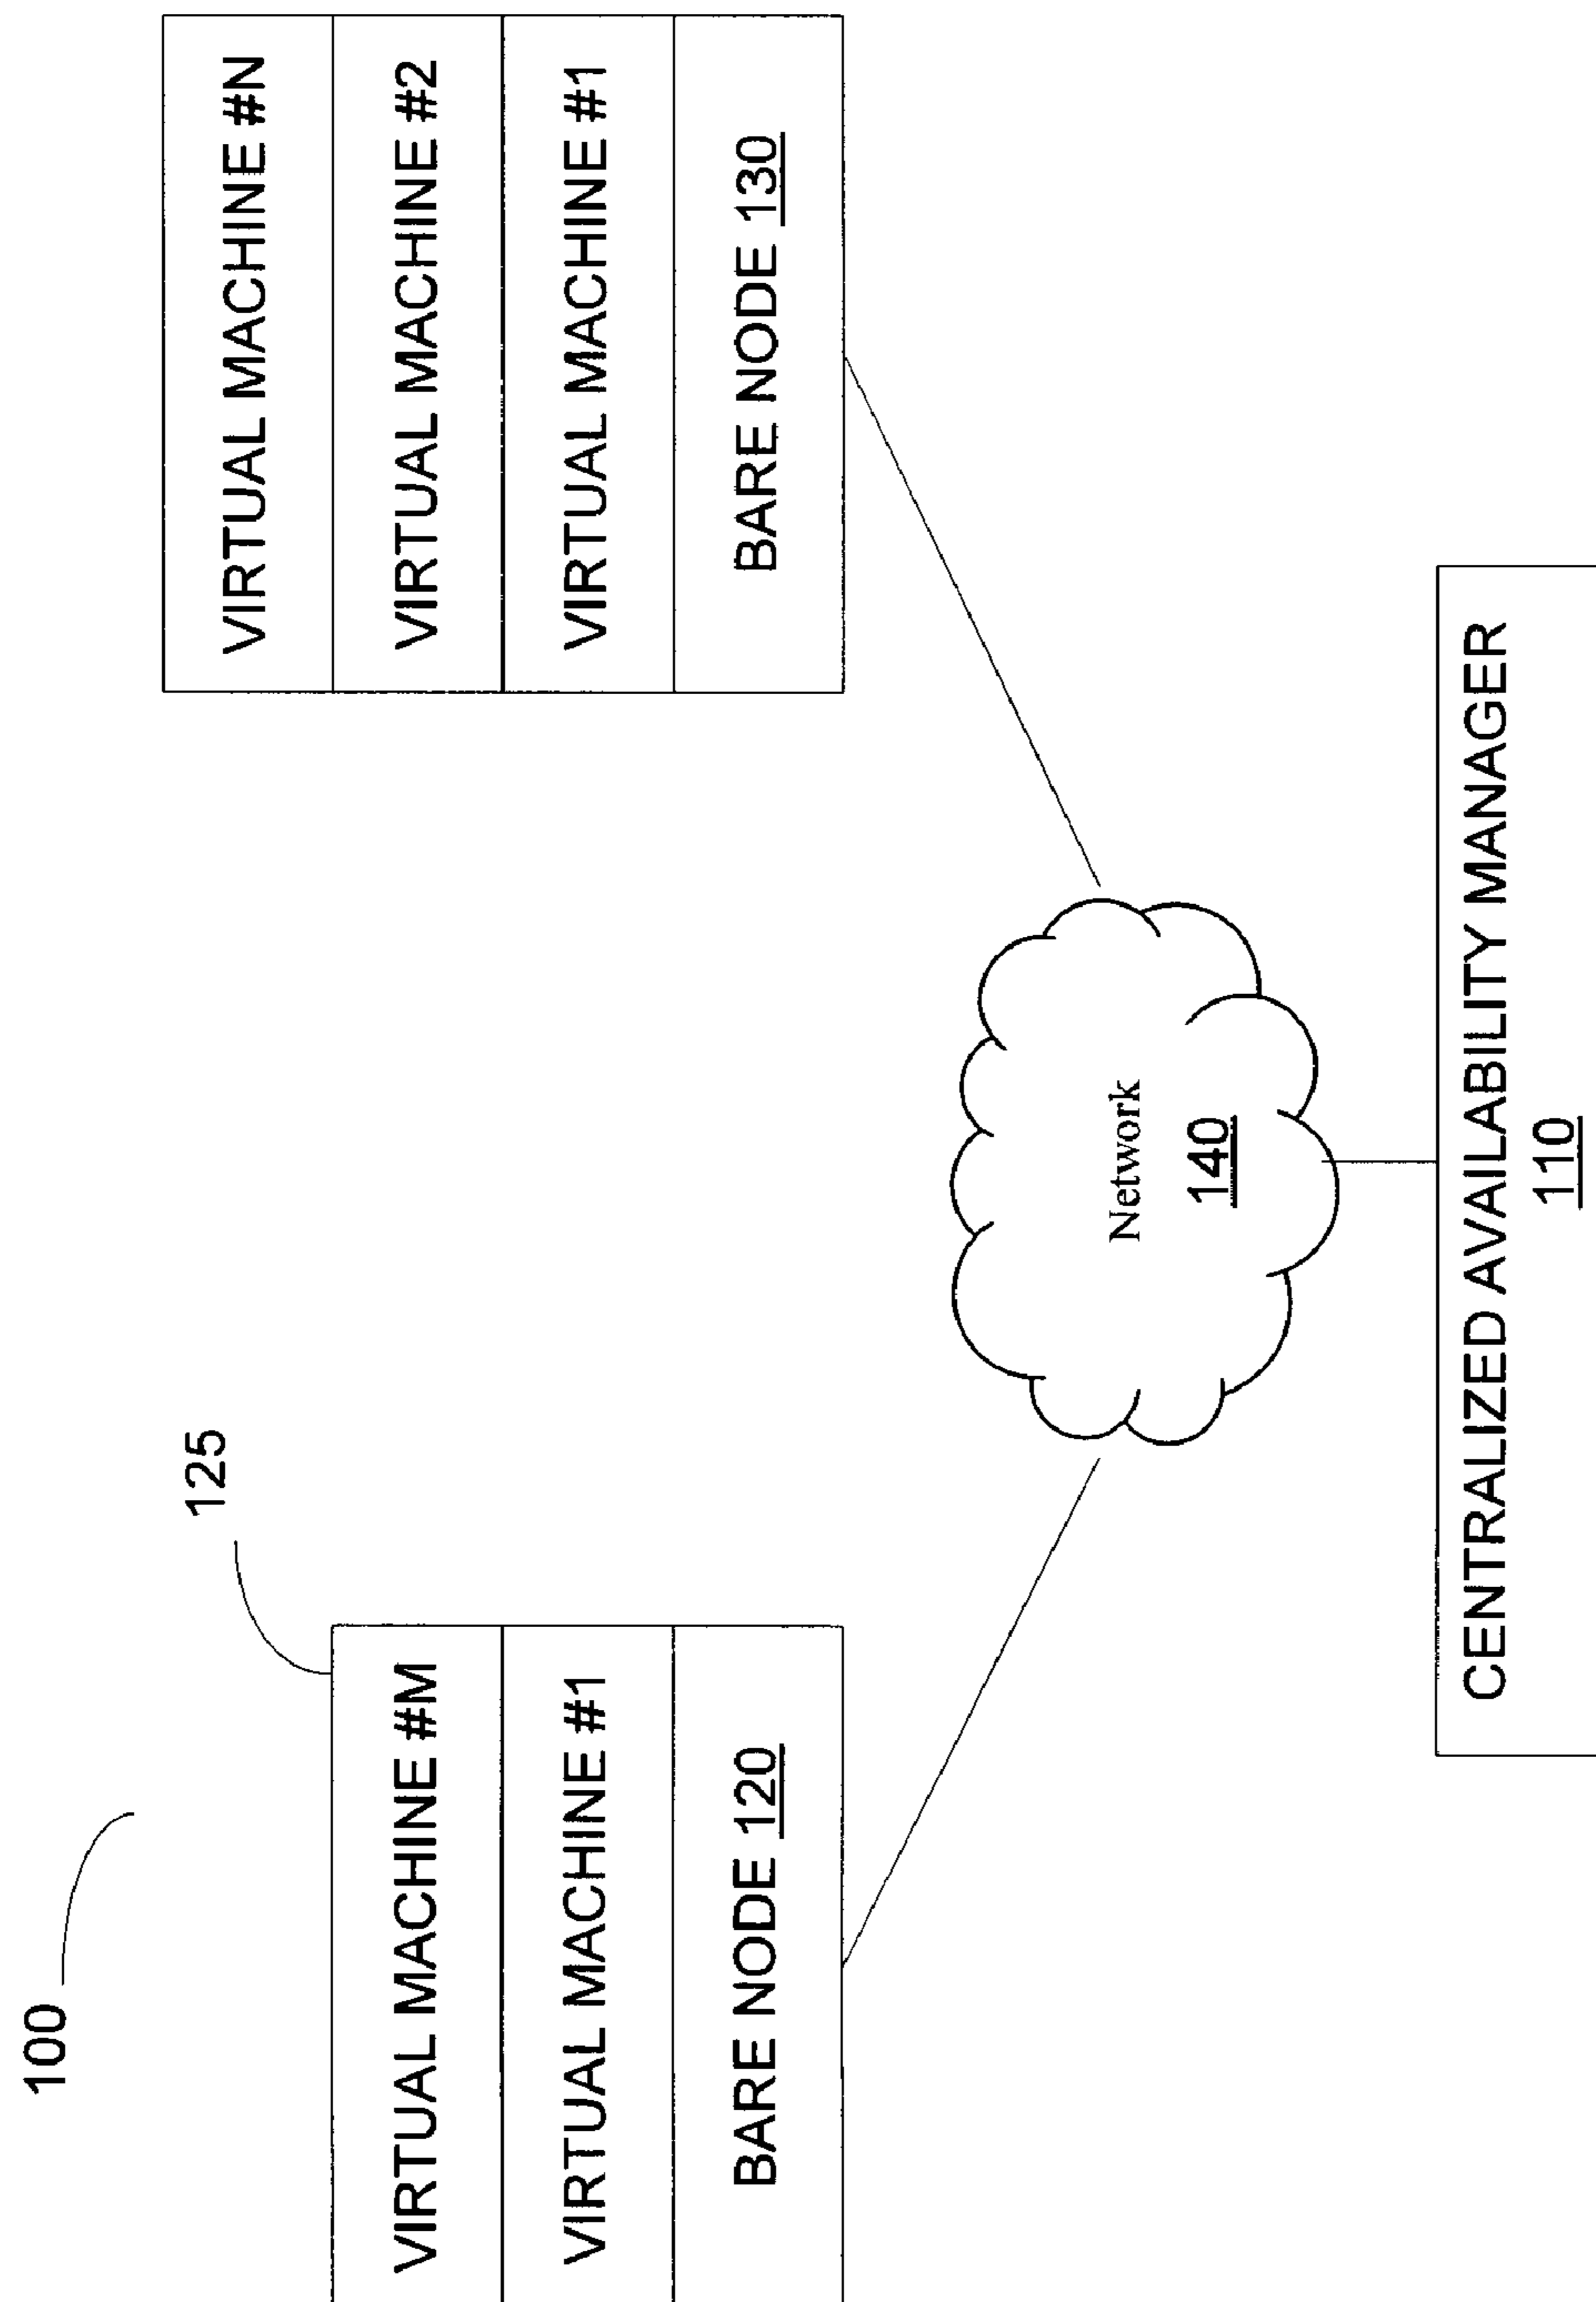 100
125
VIRTUAL MACHINE #M
VIRTUAL MACHINE #1
BARE NODE 120
VIRTUAL MACHINE #N
VIRTUAL MACHINE #2
VIRTUAL MACHINE #1
BARE NODE 130
Network
140
CENTRALIZED AVAILABILITY MANAGER
110